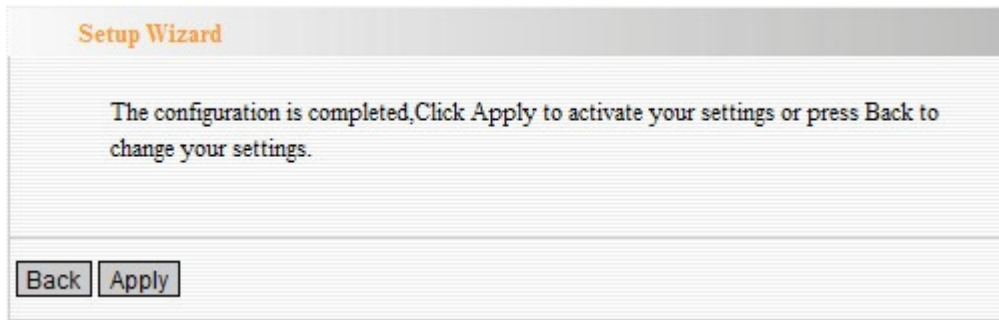 Setup Wizard
The configuration is completed,Click Apply to activate your settings or press Back to
change your settings.
Back Apply